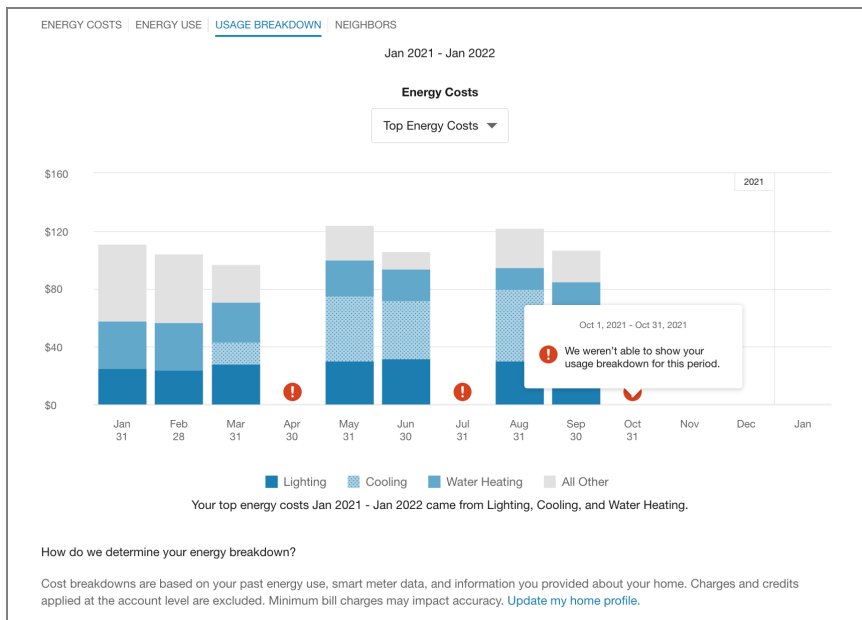 ENERGY COSTS ENERGY USE USAGE BREAKDOWN NEIGHBORS
Jan 2021 - Jan 2022
Energy Costs
Top Energy Costs
$160
2021
$120
$80
Oct 1, 2021 - Oct 31, 2021
We weren't able to show your
usage breakdown for this period.
$40
$0
Jan Feb Mar Apr May Jun Jul Aug Sep Oct Nov Dec Jan
31 28 31 30 31 30 31 31 30 31
Lighting Cooling Water Heating All Other
Your top energy costs Jan 2021 - Jan 2022 came from Lighting, Cooling, and Water Heating.
How do we determine your energy breakdown?
Cost breakdowns are based on your past energy use, smart meter data, and information you provided about your home. Charges and credits
applied at the account level are excluded. Minimum bill charges may impact accuracy. Update my home profile.